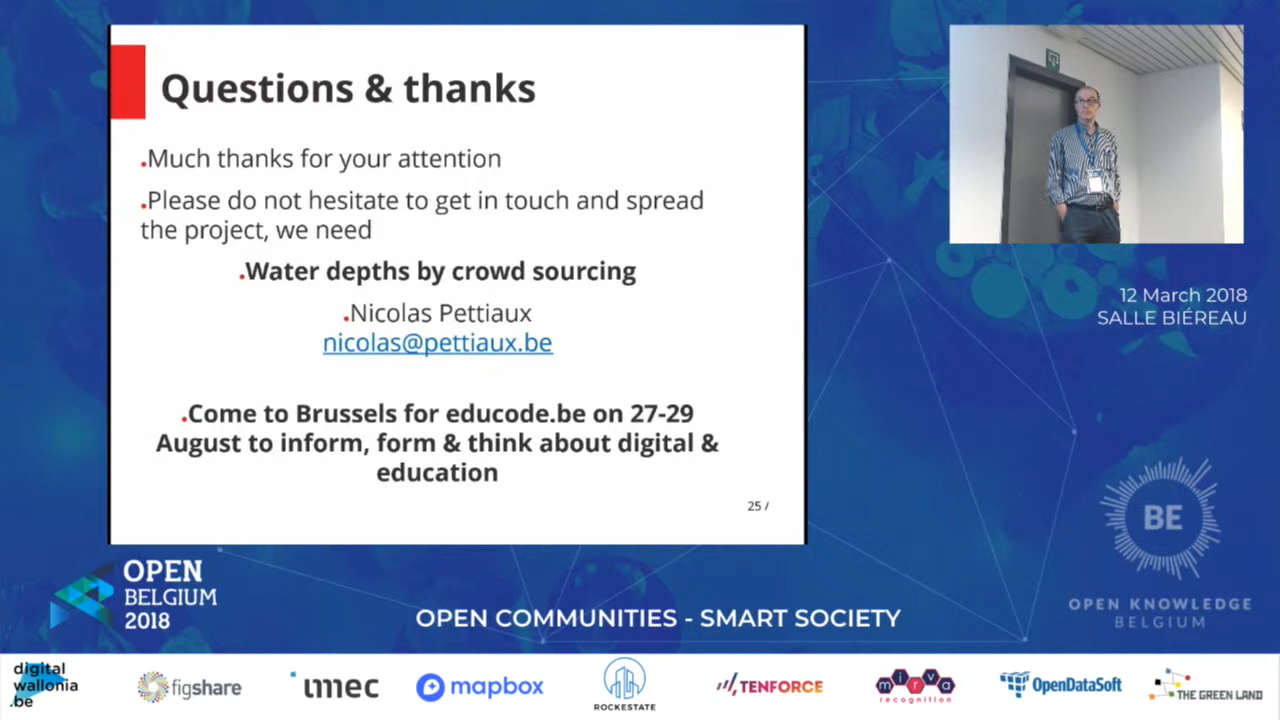 Questions & thanks
.Much thanks for your attention
.Please do not hesitate to get in touch and spread
the project, we need
.Water depths by crowd sourcing
.Nicolas Pettiaux
nicolas@pettiaux.be
.Come to Brussels for educode.be on 27-29
August to inform, form & think about digital &
education
25 /
12 March 2018
SALLE BIÉREAU
BE
OPEN KNOWLEDGE
BELGIUM
OPEN
BELGIUM
2018
OPEN COMMUNITIES - SMART SOCIETY
digital
wallonia
.be
figshare
imec
mapbox
ROCKESTATE
TENFORCE
mirva
recognition
OpenDataSoft
THE GREEN LAND